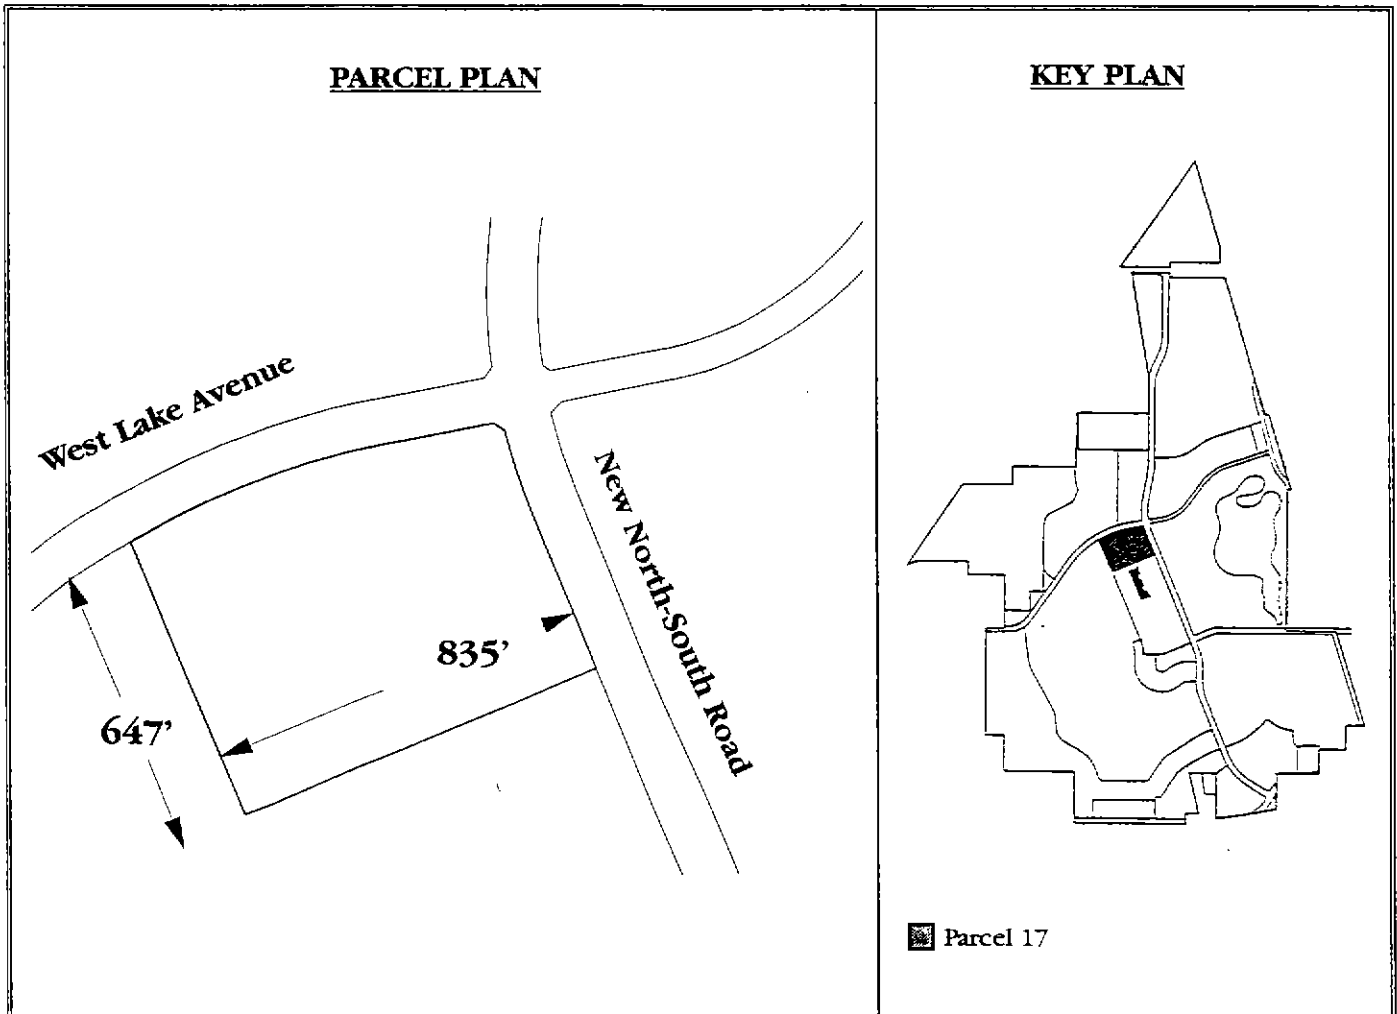 PARCEL PLAN
West Lake Avenue
New North-South Road
835’
647’
KEY PLAN
Parcel 17